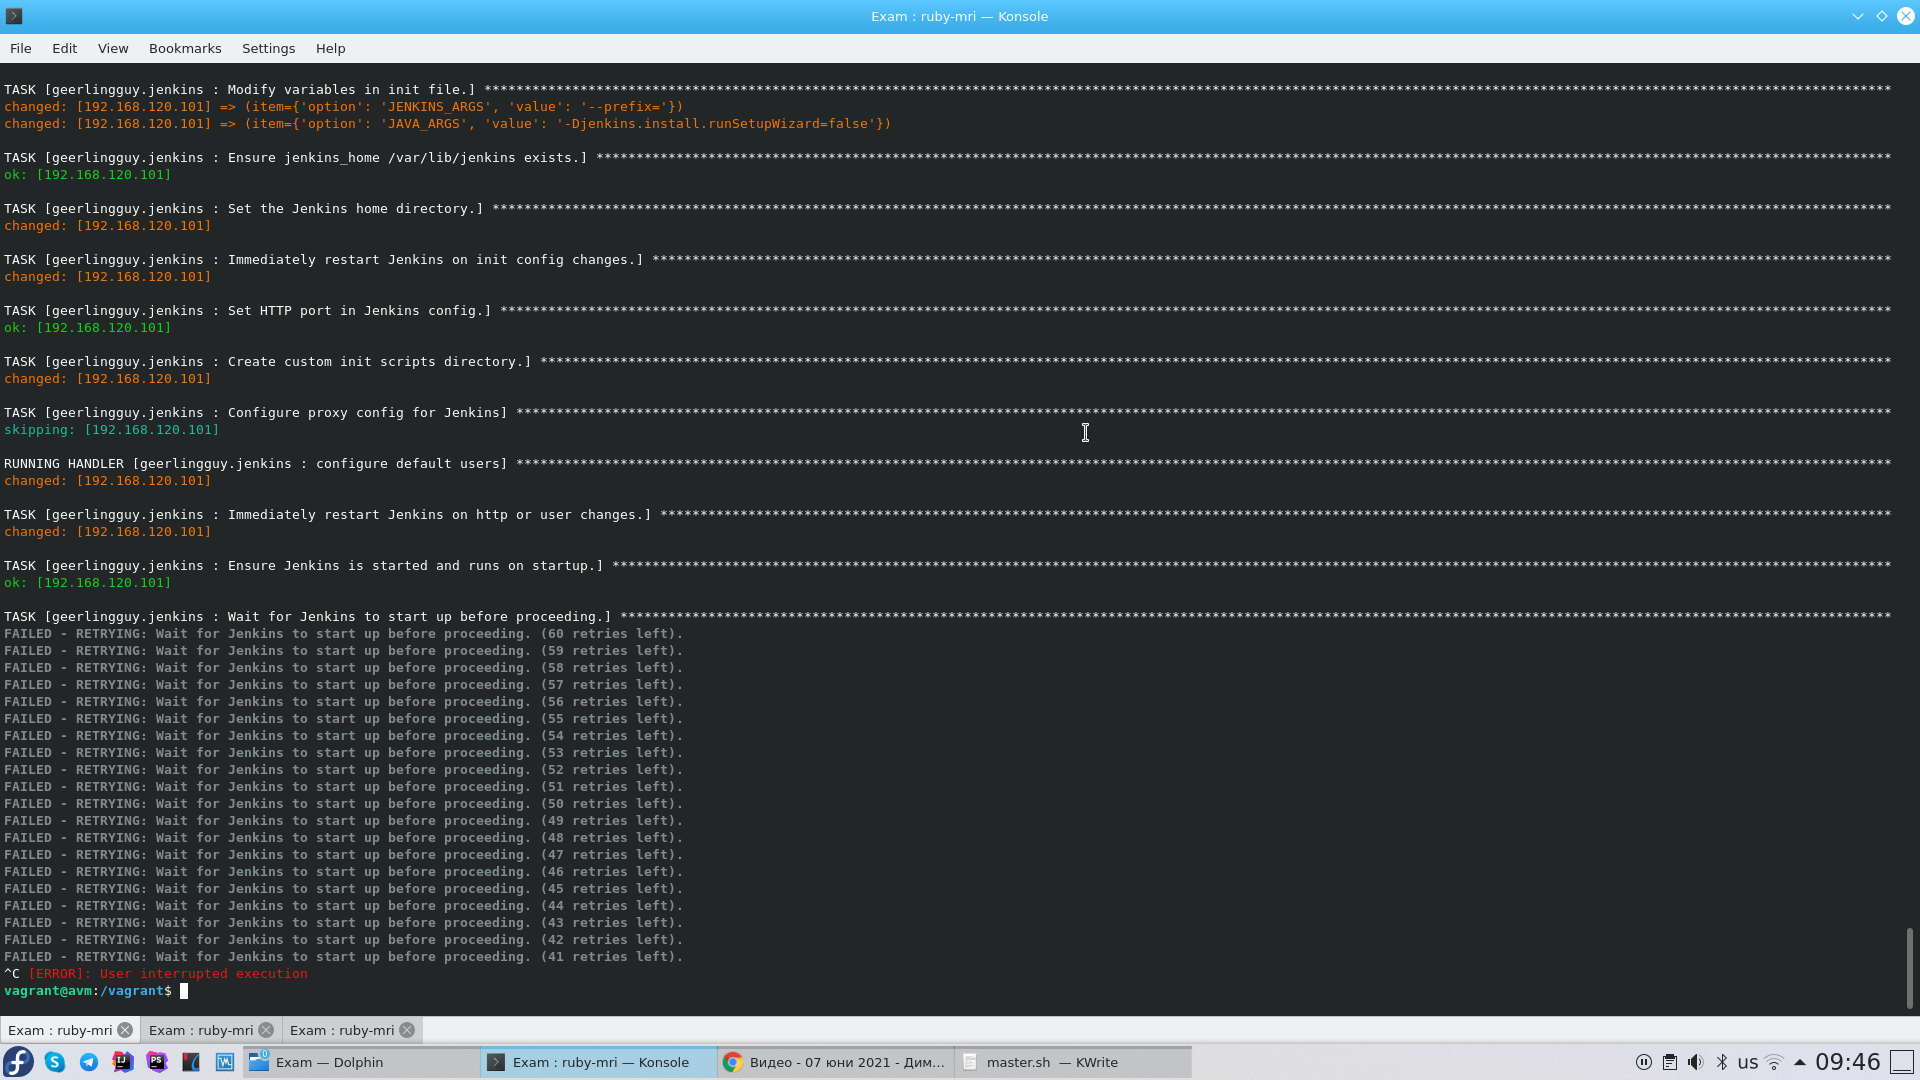 Exam : ruby-mri — Konsole
File Edit View Bookmarks Settings Help
TASK [geerlingguy.jenkins : Modify variables in init file.] ********************************************************************************************************************************************************************************
changed: [192.168.120.101] => (item={'option': 'JENKINS_ARGS', 'value': '--prefix='})
changed: [192.168.120.101] => (item={'option': 'JAVA_ARGS', 'value': '-Djenkins.install.runSetupWizard=false'})
TASK [geerlingguy.jenkins : Ensure jenkins_home /var/lib/jenkins exists.] ******************************************************************************************************************************************************************
ok: [192.168.120.101]
TASK [geerlingguy.jenkins : Set the Jenkins home directory.] *******************************************************************************************************************************************************************************
changed: [192.168.120.101]
TASK [geerlingguy.jenkins : Immediately restart Jenkins on init config changes.] ***********************************************************************************************************************************************************
changed: [192.168.120.101]
TASK [geerlingguy.jenkins : Set HTTP port in Jenkins config.] ******************************************************************************************************************************************************************************
ok: [192.168.120.101]
TASK [geerlingguy.jenkins : Create custom init scripts directory.] *************************************************************************************************************************************************************************
changed: [192.168.120.101]
TASK [geerlingguy.jenkins : Configure proxy config for Jenkins] ****************************************************************************************************************************************************************************
skipping: [192.168.120.101]
RUNNING HANDLER [geerlingguy.jenkins : configure default users] ****************************************************************************************************************************************************************************
changed: [192.168.120.101]
TASK [geerlingguy.jenkins : Immediately restart Jenkins on http or user changes.] **********************************************************************************************************************************************************
changed: [192.168.120.101]
TASK [geerlingguy.jenkins : Ensure Jenkins is started and runs on startup.] ****************************************************************************************************************************************************************
ok: [192.168.120.101]
TASK [geerlingguy.jenkins : Wait for Jenkins to start up before proceeding.] ***************************************************************************************************************************************************************
FAILED - RETRYING: Wait for Jenkins to start up before proceeding. (60 retries left).
FAILED - RETRYING: Wait for Jenkins to start up before proceeding. (59 retries left).
FAILED - RETRYING: Wait for Jenkins to start up before proceeding. (58 retries left).
FAILED - RETRYING: Wait for Jenkins to start up before proceeding. (57 retries left).
FAILED - RETRYING: Wait for Jenkins to start up before proceeding. (56 retries left).
FAILED - RETRYING: Wait for Jenkins to start up before proceeding. (55 retries left).
FAILED - RETRYING: Wait for Jenkins to start up before proceeding. (54 retries left).
FAILED - RETRYING: Wait for Jenkins to start up before proceeding. (53 retries left).
FAILED - RETRYING: Wait for Jenkins to start up before proceeding. (52 retries left).
FAILED - RETRYING: Wait for Jenkins to start up before proceeding. (51 retries left).
FAILED - RETRYING: Wait for Jenkins to start up before proceeding. (50 retries left).
FAILED - RETRYING: Wait for Jenkins to start up before proceeding. (49 retries left).
FAILED - RETRYING: Wait for Jenkins to start up before proceeding. (48 retries left).
FAILED - RETRYING: Wait for Jenkins to start up before proceeding. (47 retries left).
FAILED - RETRYING: Wait for Jenkins to start up before proceeding. (46 retries left).
FAILED - RETRYING: Wait for Jenkins to start up before proceeding. (45 retries left).
FAILED - RETRYING: Wait for Jenkins to start up before proceeding. (44 retries left).
FAILED - RETRYING: Wait for Jenkins to start up before proceeding. (43 retries left).
FAILED - RETRYING: Wait for Jenkins to start up before proceeding. (42 retries left).
FAILED - RETRYING: Wait for Jenkins to start up before proceeding. (41 retries left).
^C [ERROR]: User interrupted execution
vagrant@avm:/vagrant$
Exam : ruby-mri Exam : ruby-mri Exam : ruby-mri
Exam — Dolphin Exam : ruby-mri — Konsole Видео - 07 юни 2021 - Дим... master.sh — KWrite us 09:46